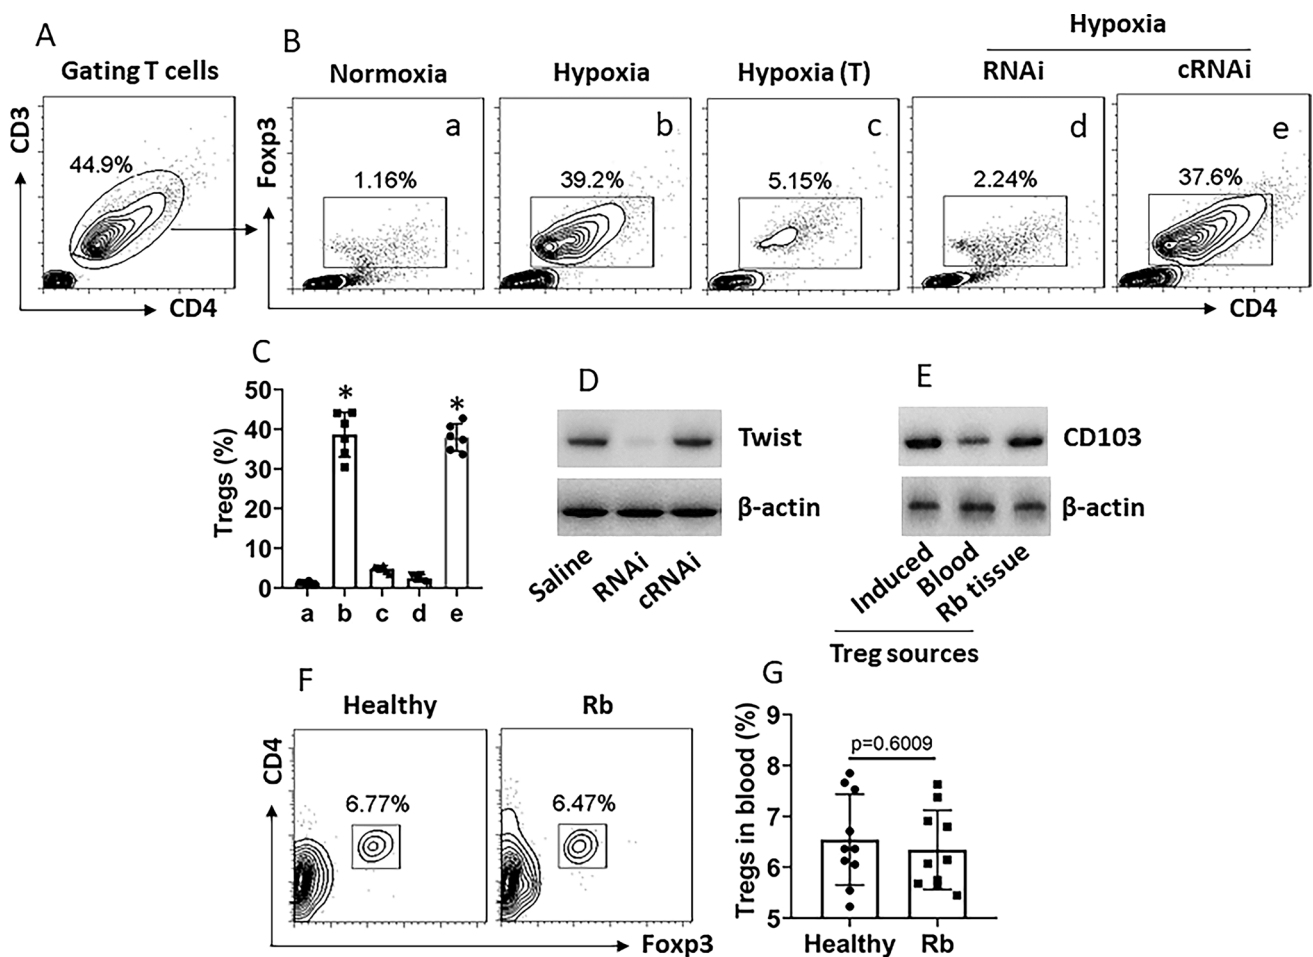 A
Gating T cells
CD3
44.9%
CD4
B
Hypoxia
Normoxia
Hypoxia
Hypoxia (T)
RNAi
cRNAi
Foxp3
a
1.16%
b
39.2%
c
5.15%
d
2.24%
e
37.6%
CD4
C
Tregs (%)
50
40
30
20
10
0
*
*
a b c d e
D
Twist
β-actin
Saline
RNAi
cRNAi
E
CD103
β-actin
Induced
Blood
Rb tissue
Treg sources
F
Healthy
Rb
CD4
6.77%
6.47%
Foxp3
G
Tregs in blood (%)
9
8
7
6
5
p=0.6009
Healthy Rb